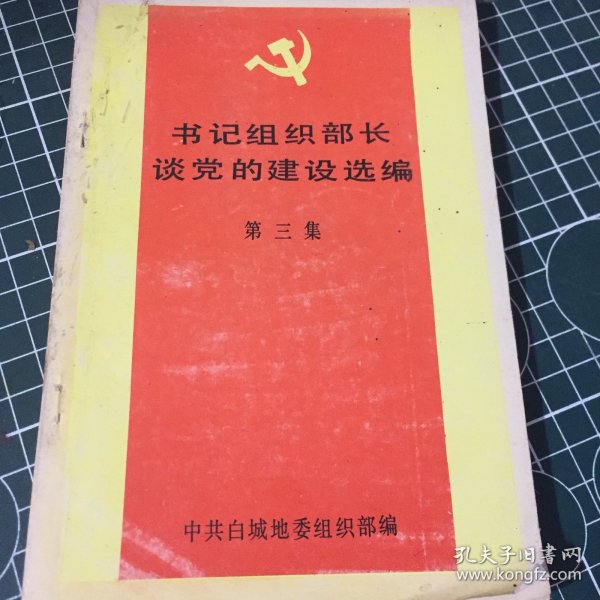 书记组织部长
谈党的建设选编
第三集
中共白城地委组织部编
孔夫子旧书网
www.kongfz.com